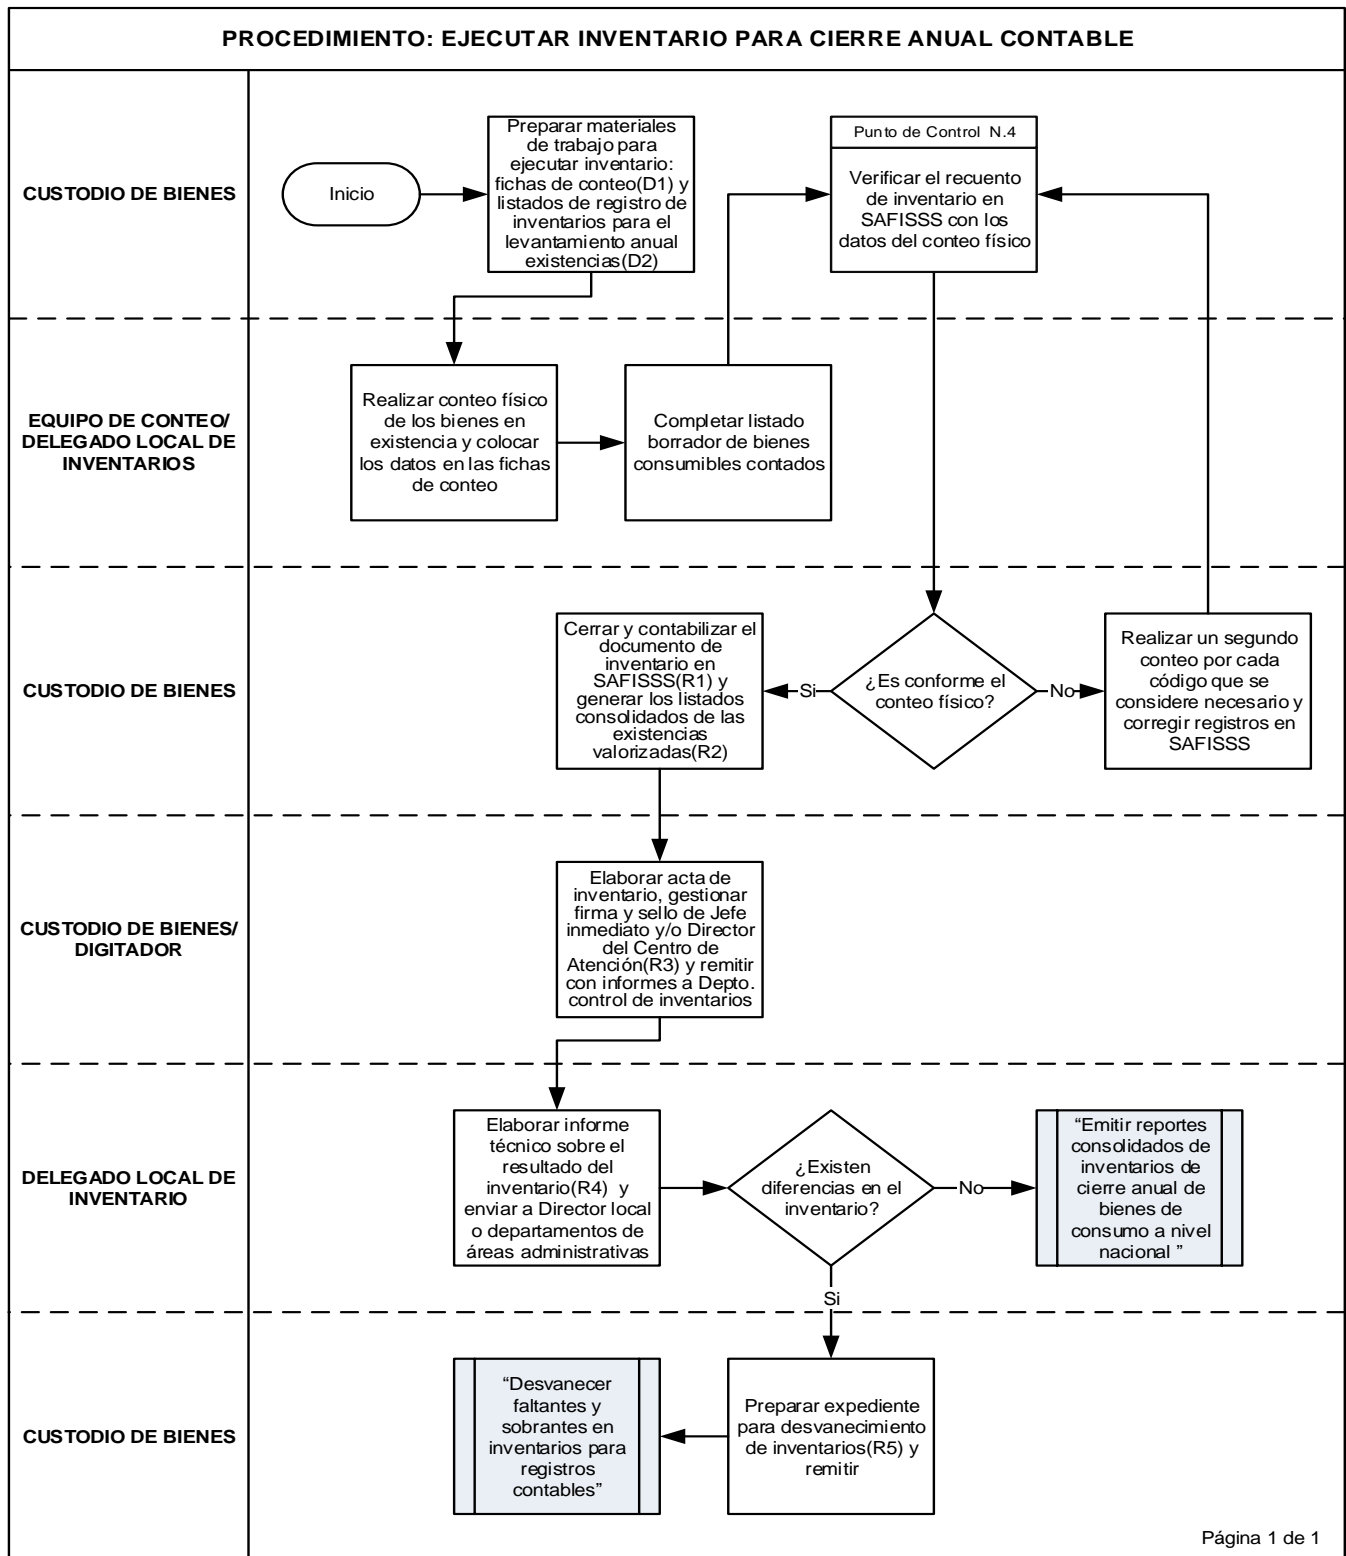 PROCEDIMIENTO: EJECUTAR INVENTARIO PARA CIERRE ANUAL CONTABLE
CUSTODIO DE BIENES
Inicio
Preparar materiales
de trabajo para
ejecutar inventario:
fichas de conteo(D1) y
listados de registro de
inventarios para el
levantamiento anual
existencias(D2)
Punto de Control N.4
Verificar el recuento
de inventario en
SAFISSS con los
datos del conteo físico
EQUIPO DE CONTEO/
DELEGADO LOCAL DE
INVENTARIOS
Realizar conteo físico
de los bienes en
existencia y colocar
los datos en las fichas
de conteo
Completar listado
borrador de bienes
consumibles contados
CUSTODIO DE BIENES
Cerrar y contabilizar el
documento de
inventario en
SAFISSS(R1) y
generar los listados
consolidados de las
existencias
valorizadas(R2)
Si
¿Es conforme el
conteo físico?
No
Realizar un segundo
conteo por cada
código que se
considere necesario y
corregir registros en
SAFISSS
CUSTODIO DE BIENES/
DIGITADOR
Elaborar acta de
inventario, gestionar
firma y sello de Jefe
inmediato y/o Director
del Centro de
Atención(R3) y remitir
con informes a Depto.
control de inventarios
DELEGADO LOCAL DE
INVENTARIO
Elaborar informe
técnico sobre el
resultado del
inventario(R4) y
enviar a Director local
o departamentos de
áreas administrativas
¿Existen
diferencias en el
inventario?
No
“Emitir reportes
consolidados de
inventarios de
cierre anual de
bienes de
consumo a nivel
nacional ”
Si
CUSTODIO DE BIENES
“Desvanecer
faltantes y
sobrantes en
inventarios para
registros
contables”
Preparar expediente
para desvanecimiento
de inventarios(R5) y
remitir
Página 1 de 1